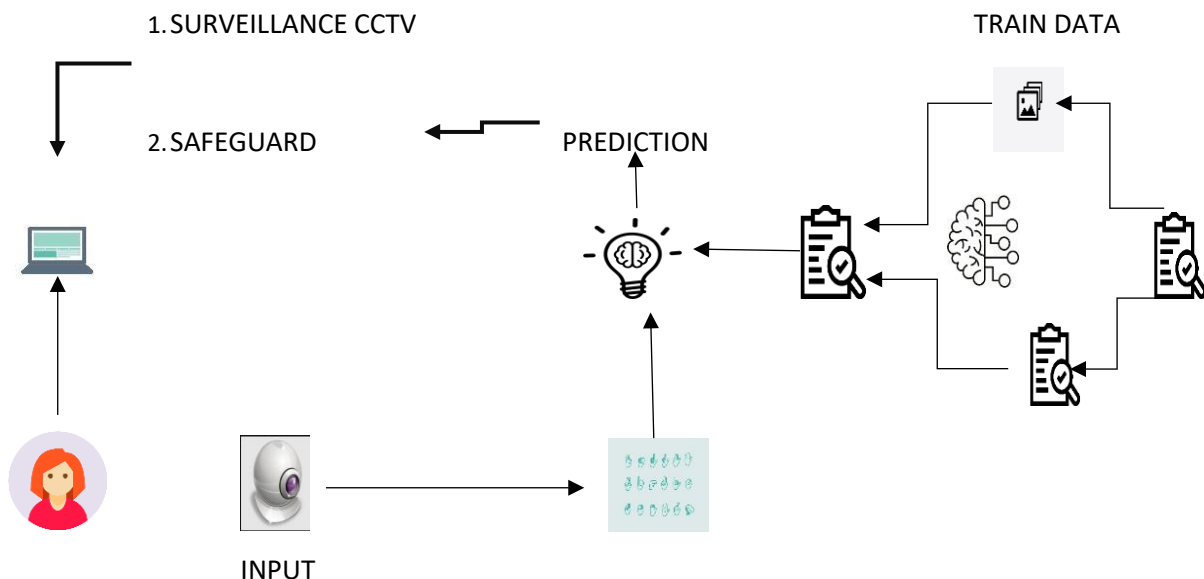 1.SURVEILLANCE CCTV
TRAIN DATA
2.SAFEGUARD
PREDICTION
INPUT